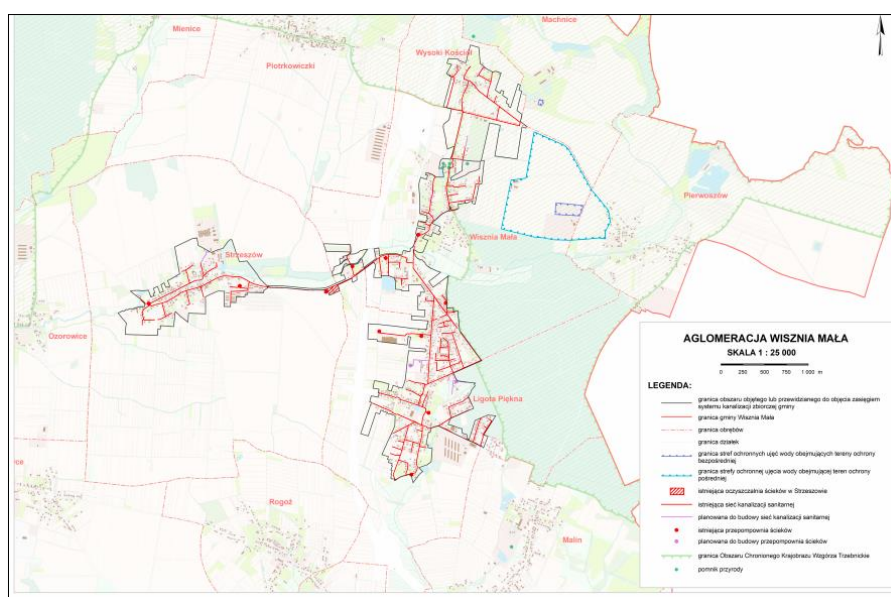 Machnice
Mienice
Wysoki Kościół
Piotrkowiczki
Pierwoszów
Wisznia Mała
Strzeszów
Ozorowice
Ligota Piękna
Rogoż
Malin
AGLOMERACJA WISZNIA MAŁA
SKALA 1 : 25 000
0 250 500 750 1 000 m
LEGENDA:
granica obszaru objętego lub przewidzianego do objęcia zasięgiem
systemu kanalizacji zbiorczej gminy
granica gminy Wisznia Mała
granica obrębów
granica działek
granica stref ochronnych ujęć wody obejmujących tereny ochrony
bezpośredniej
granica strefy ochronnej ujęcia wody obejmującej teren ochrony
pośredniej
istniejąca oczyszczalnia ścieków w Strzeszowie
istniejąca sieć kanalizacji sanitarnej
planowana do budowy sieć kanalizacji sanitarnej
istniejąca przepompownia ścieków
planowana do budowy przepompownia ścieków
granica Obszaru Chronionego Krajobrazu Wzgórza Trzebnickie
pomnik przyrody